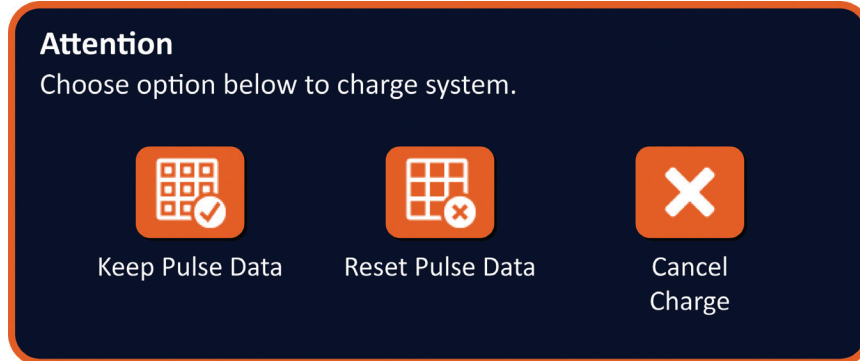 Attention
Choose option below to charge system.
Keep Pulse Data
Reset Pulse Data
Cancel
Charge